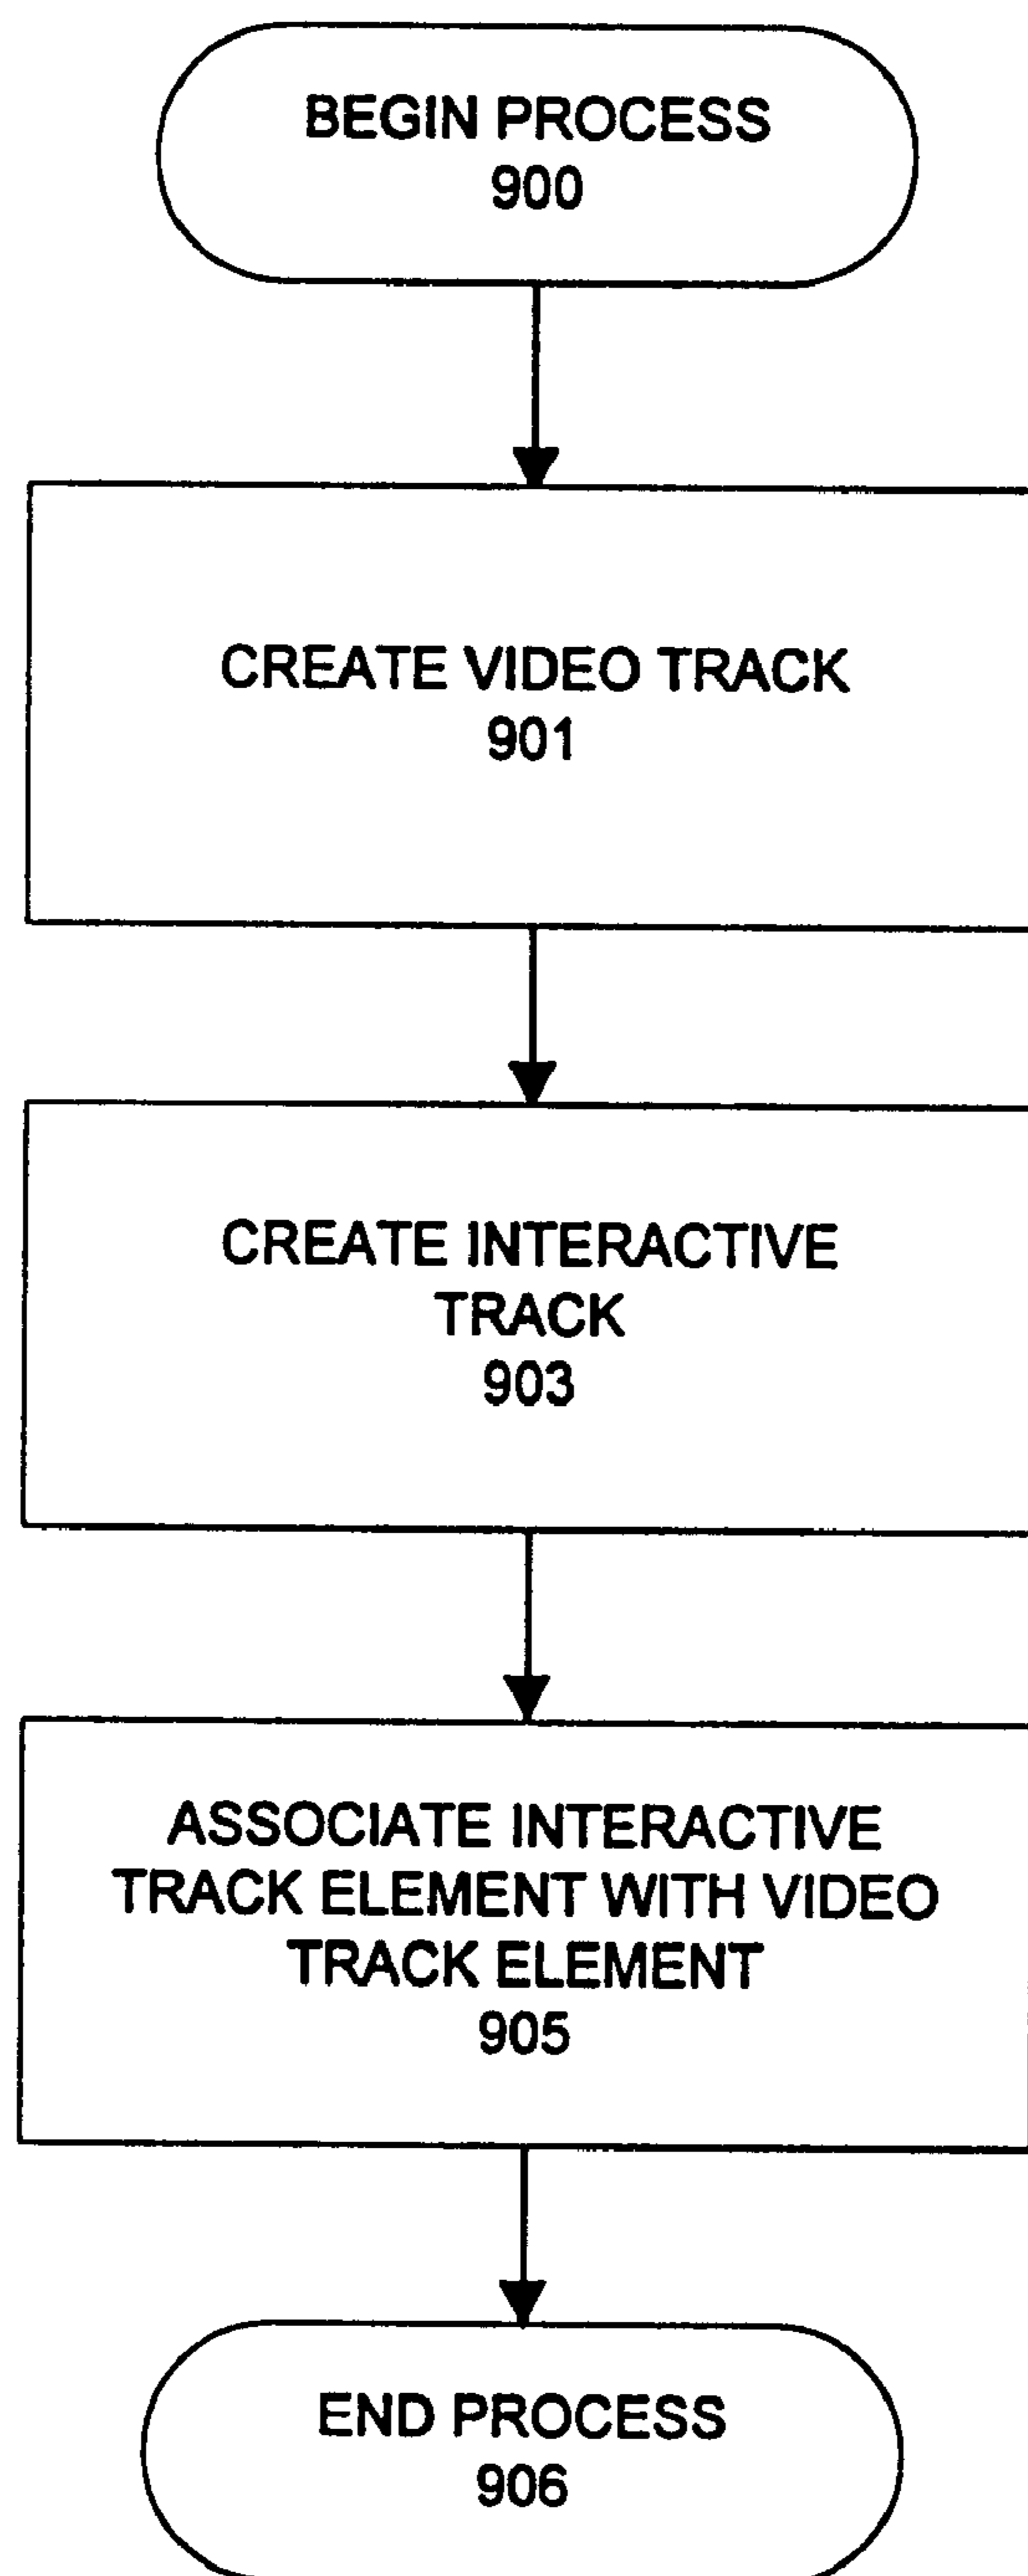 BEGIN PROCESS
900
CREATE VIDEO TRACK
901
CREATE INTERACTIVE
TRACK
903
ASSOCIATE INTERACTIVE
TRACK ELEMENT WITH VIDEO
TRACK ELEMENT
905
END PROCESS
906